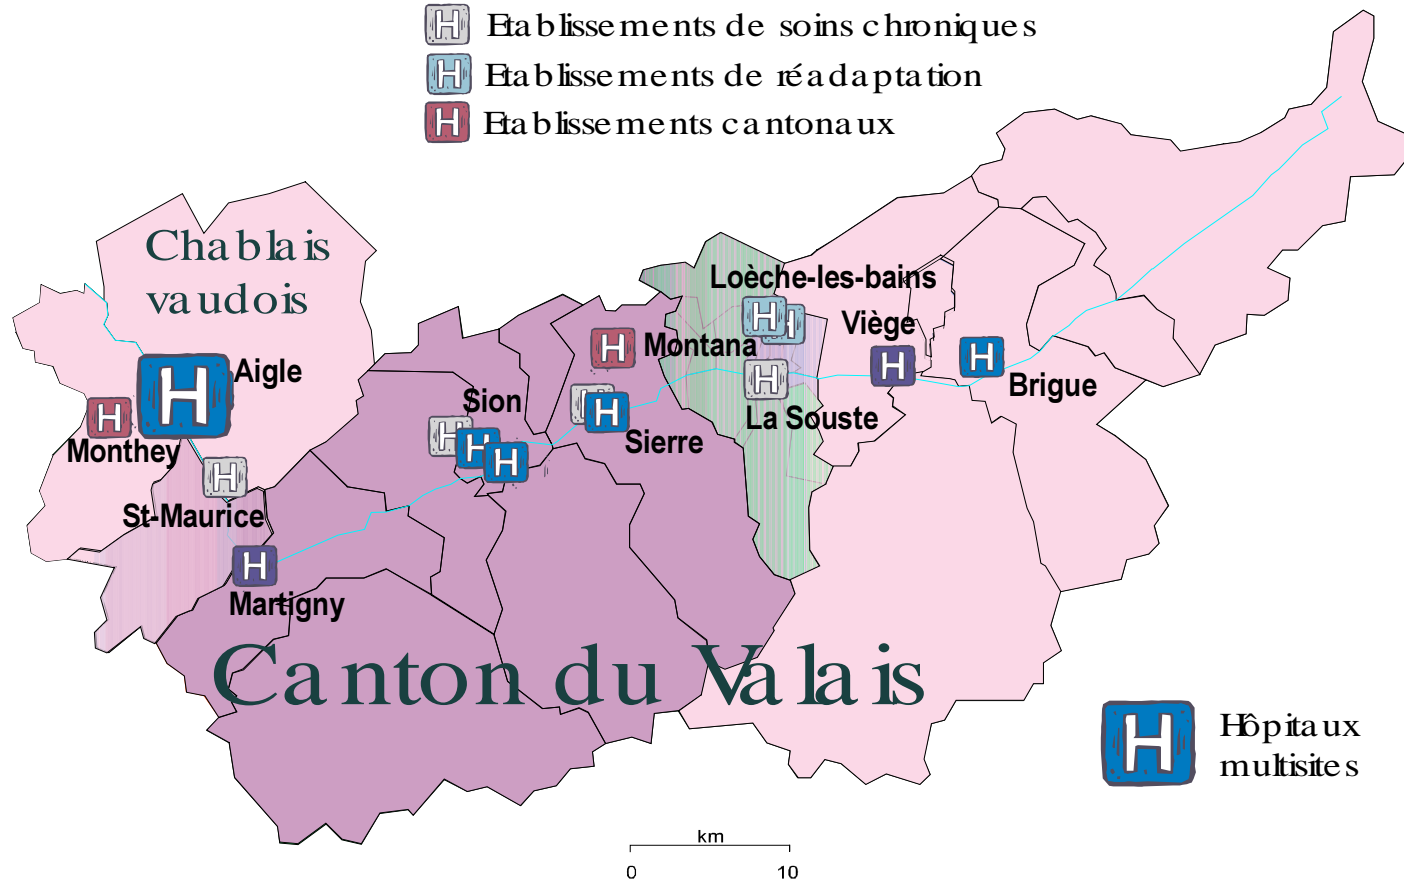 H Etablissements de soins chroniques
H Etablissements de réadaptation
H Etablissements cantonaux
Chablais
vaudois
Loèche-les-bains
H H
Viège
H
H
Montana
H
Brigue
H
Aigle
H
La Souste
H
Sion
H H H
Sierre
H H
Monthey
H
St-Maurice
H
Martigny
H
Canton du Valais
H Hôpitaux
multisites
km
0 10